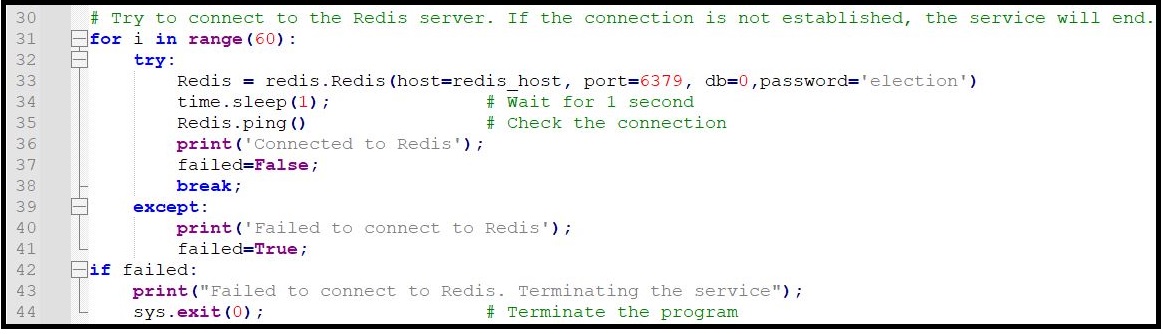 30 # Try to connect to the Redis server. If the connection is not established, the service will end.
31 for i in range(60):
32 try:
33 Redis = redis.Redis(host=redis_host, port=6379, db=0,password='election')
34 time.sleep(1); # Wait for 1 second
35 Redis.ping() # Check the connection
36 print('Connected to Redis');
37 failed=False;
38 break;
39 except:
40 print('Failed to connect to Redis');
41 failed=True;
42 if failed:
43 print("Failed to connect to Redis. Terminating the service");
44 sys.exit(0); # Terminate the program